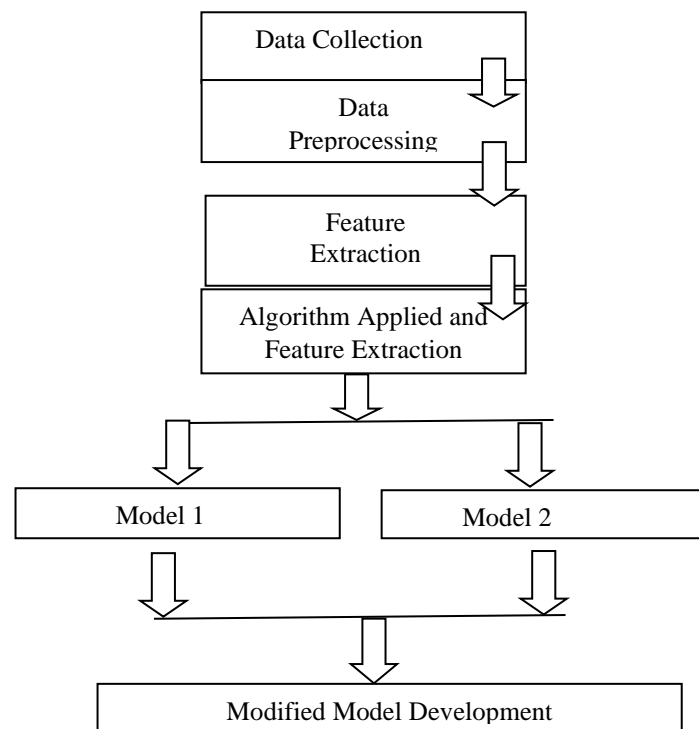 Data Collection
Data
Preprocessing
Feature
Extraction
Algorithm Applied and
Feature Extraction
Model 1
Model 2
Modified Model Development